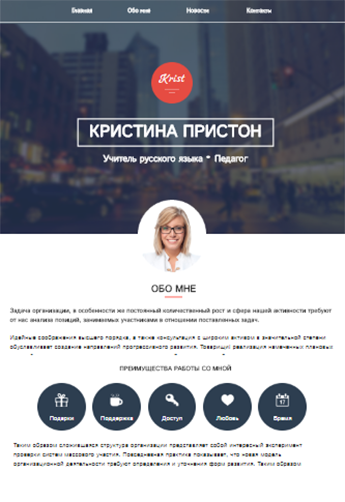 Главная Обо мне Новости Контакты
Krist
КРИСТИНА ПРИСТОН
Учитель русского языка - Педагог
ОБО МНЕ
Задача организации, в особенности же постоянный количественный рост и сфера нашей активности требуют
от нас анализа позиций, занимаемых участниками в отношении поставленных задач.
Идейные соображения высшего порядка, а также консультация с широким активом в значительной степени
обуславливает создание направлений прогрессивного развития. Товарищи! реализация намеченных плановых
ПРЕИМУЩЕСТВА РАБОТЫ СО МНОЙ
Подарки Поддержка Доступ Любовь Время
Таким образом сложившаяся структура организации представляет собой интересный эксперимент
проверки систем массового участия. Повседневная практика показывает, что новая модель
организационной деятельности требуют определения и уточнения форм развития. Таким образом